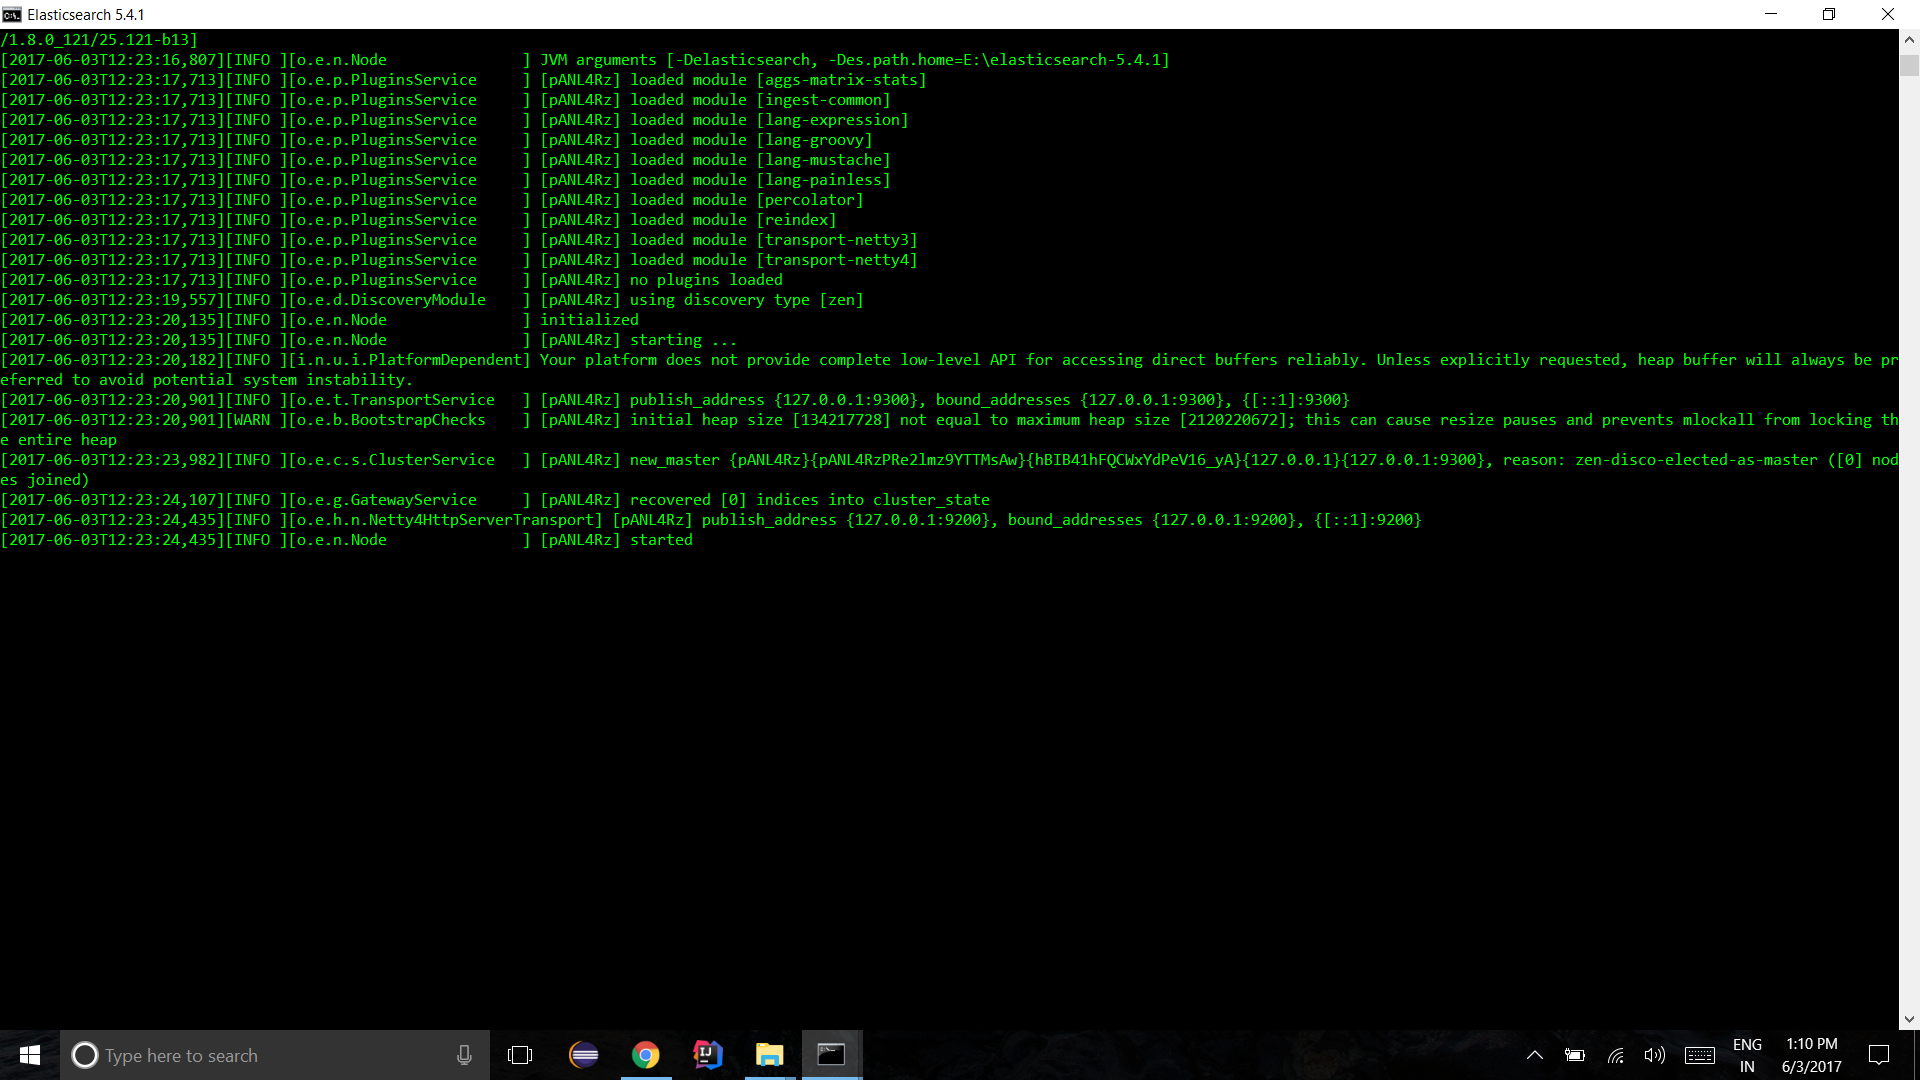 Elasticsearch 5.4.1
/1.8.0_121/25.121-b13]
[2017-06-03T12:23:16,807][INFO ][o.e.n.Node               ] JVM arguments [-Delasticsearch, -Des.path.home=E:\elasticsearch-5.4.1]
[2017-06-03T12:23:17,713][INFO ][o.e.p.PluginsService     ] [pANL4Rz] loaded module [aggs-matrix-stats]
[2017-06-03T12:23:17,713][INFO ][o.e.p.PluginsService     ] [pANL4Rz] loaded module [ingest-common]
[2017-06-03T12:23:17,713][INFO ][o.e.p.PluginsService     ] [pANL4Rz] loaded module [lang-expression]
[2017-06-03T12:23:17,713][INFO ][o.e.p.PluginsService     ] [pANL4Rz] loaded module [lang-groovy]
[2017-06-03T12:23:17,713][INFO ][o.e.p.PluginsService     ] [pANL4Rz] loaded module [lang-mustache]
[2017-06-03T12:23:17,713][INFO ][o.e.p.PluginsService     ] [pANL4Rz] loaded module [lang-painless]
[2017-06-03T12:23:17,713][INFO ][o.e.p.PluginsService     ] [pANL4Rz] loaded module [percolator]
[2017-06-03T12:23:17,713][INFO ][o.e.p.PluginsService     ] [pANL4Rz] loaded module [reindex]
[2017-06-03T12:23:17,713][INFO ][o.e.p.PluginsService     ] [pANL4Rz] loaded module [transport-netty3]
[2017-06-03T12:23:17,713][INFO ][o.e.p.PluginsService     ] [pANL4Rz] loaded module [transport-netty4]
[2017-06-03T12:23:17,713][INFO ][o.e.p.PluginsService     ] [pANL4Rz] no plugins loaded
[2017-06-03T12:23:19,557][INFO ][o.e.d.DiscoveryModule    ] [pANL4Rz] using discovery type [zen]
[2017-06-03T12:23:20,135][INFO ][o.e.n.Node               ] initialized
[2017-06-03T12:23:20,135][INFO ][o.e.n.Node               ] [pANL4Rz] starting ...
[2017-06-03T12:23:20,182][INFO ][i.n.u.i.PlatformDependent] Your platform does not provide complete low-level API for accessing direct buffers reliably. Unless explicitly requested, heap buffer will always be pr
eferred to avoid potential system instability.
[2017-06-03T12:23:20,901][INFO ][o.e.t.TransportService   ] [pANL4Rz] publish_address {127.0.0.1:9300}, bound_addresses {127.0.0.1:9300}, {[::1]:9300}
[2017-06-03T12:23:20,901][WARN ][o.e.b.BootstrapChecks    ] [pANL4Rz] initial heap size [134217728] not equal to maximum heap size [2120220672]; this can cause resize pauses and prevents mlockall from locking th
e entire heap
[2017-06-03T12:23:23,982][INFO ][o.e.c.s.ClusterService   ] [pANL4Rz] new_master {pANL4Rz}{pANL4RzPRe2lmz9YTTMsAw}{hBIB41hFQCWxYdPeV16_yA}{127.0.0.1}{127.0.0.1:9300}, reason: zen-disco-elected-as-master ([0] nod
es joined)
[2017-06-03T12:23:24,107][INFO ][o.e.g.GatewayService     ] [pANL4Rz] recovered [0] indices into cluster_state
[2017-06-03T12:23:24,435][INFO ][o.e.h.n.Netty4HttpServerTransport] [pANL4Rz] publish_address {127.0.0.1:9200}, bound_addresses {127.0.0.1:9200}, {[::1]:9200}
[2017-06-03T12:23:24,435][INFO ][o.e.n.Node               ] [pANL4Rz] started
Type here to search
ENG
IN
1:10 PM
6/3/2017